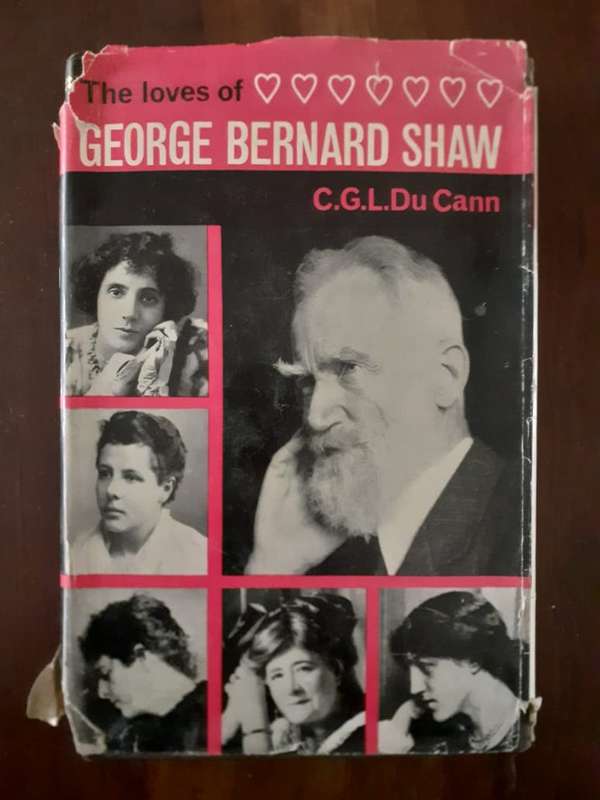 The loves of ♡♡♡♡♡♡♡
GEORGE BERNARD SHAW
C.G.L.Du Cann